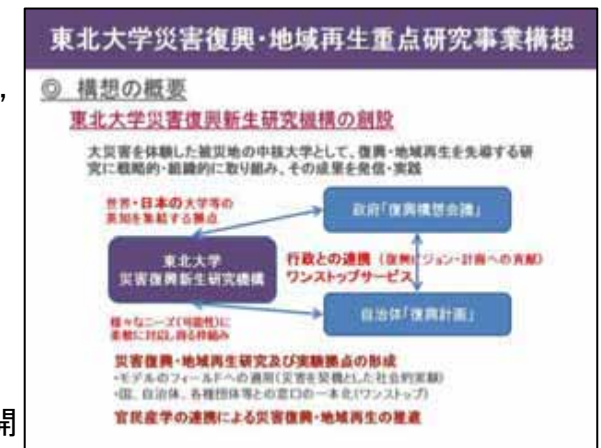 東北大学災害復興・地域再生重点研究事業構想
,
◎ 構想の概要
東北大学災害復興新生研究機構の創設
大災害を体験した被災地の中核大学として、復興・地域再生を先導する研
究に戦略的・組織的に取り組み、その成果を発信・実践
世界・日本の大学等の
英知を集結する拠点
政府「復興構想会議」
東北大学
災害復興新生研究機構
行政との連携 (復興ビジョン・計画への貢献)
ワンストップサービス
様々なニーズ(可能性)に
柔軟に対応し得る枠組み
自治体「復興計画」
災害復興・地域再生研究及び実験拠点の形成
・モデルのフィールドへの適用(災害を契機とした社会的実験)
・国、自治体、各種団体等との窓口の一本化(ワンストップ)
開
官民産学の連携による災害復興・地域再生の推進